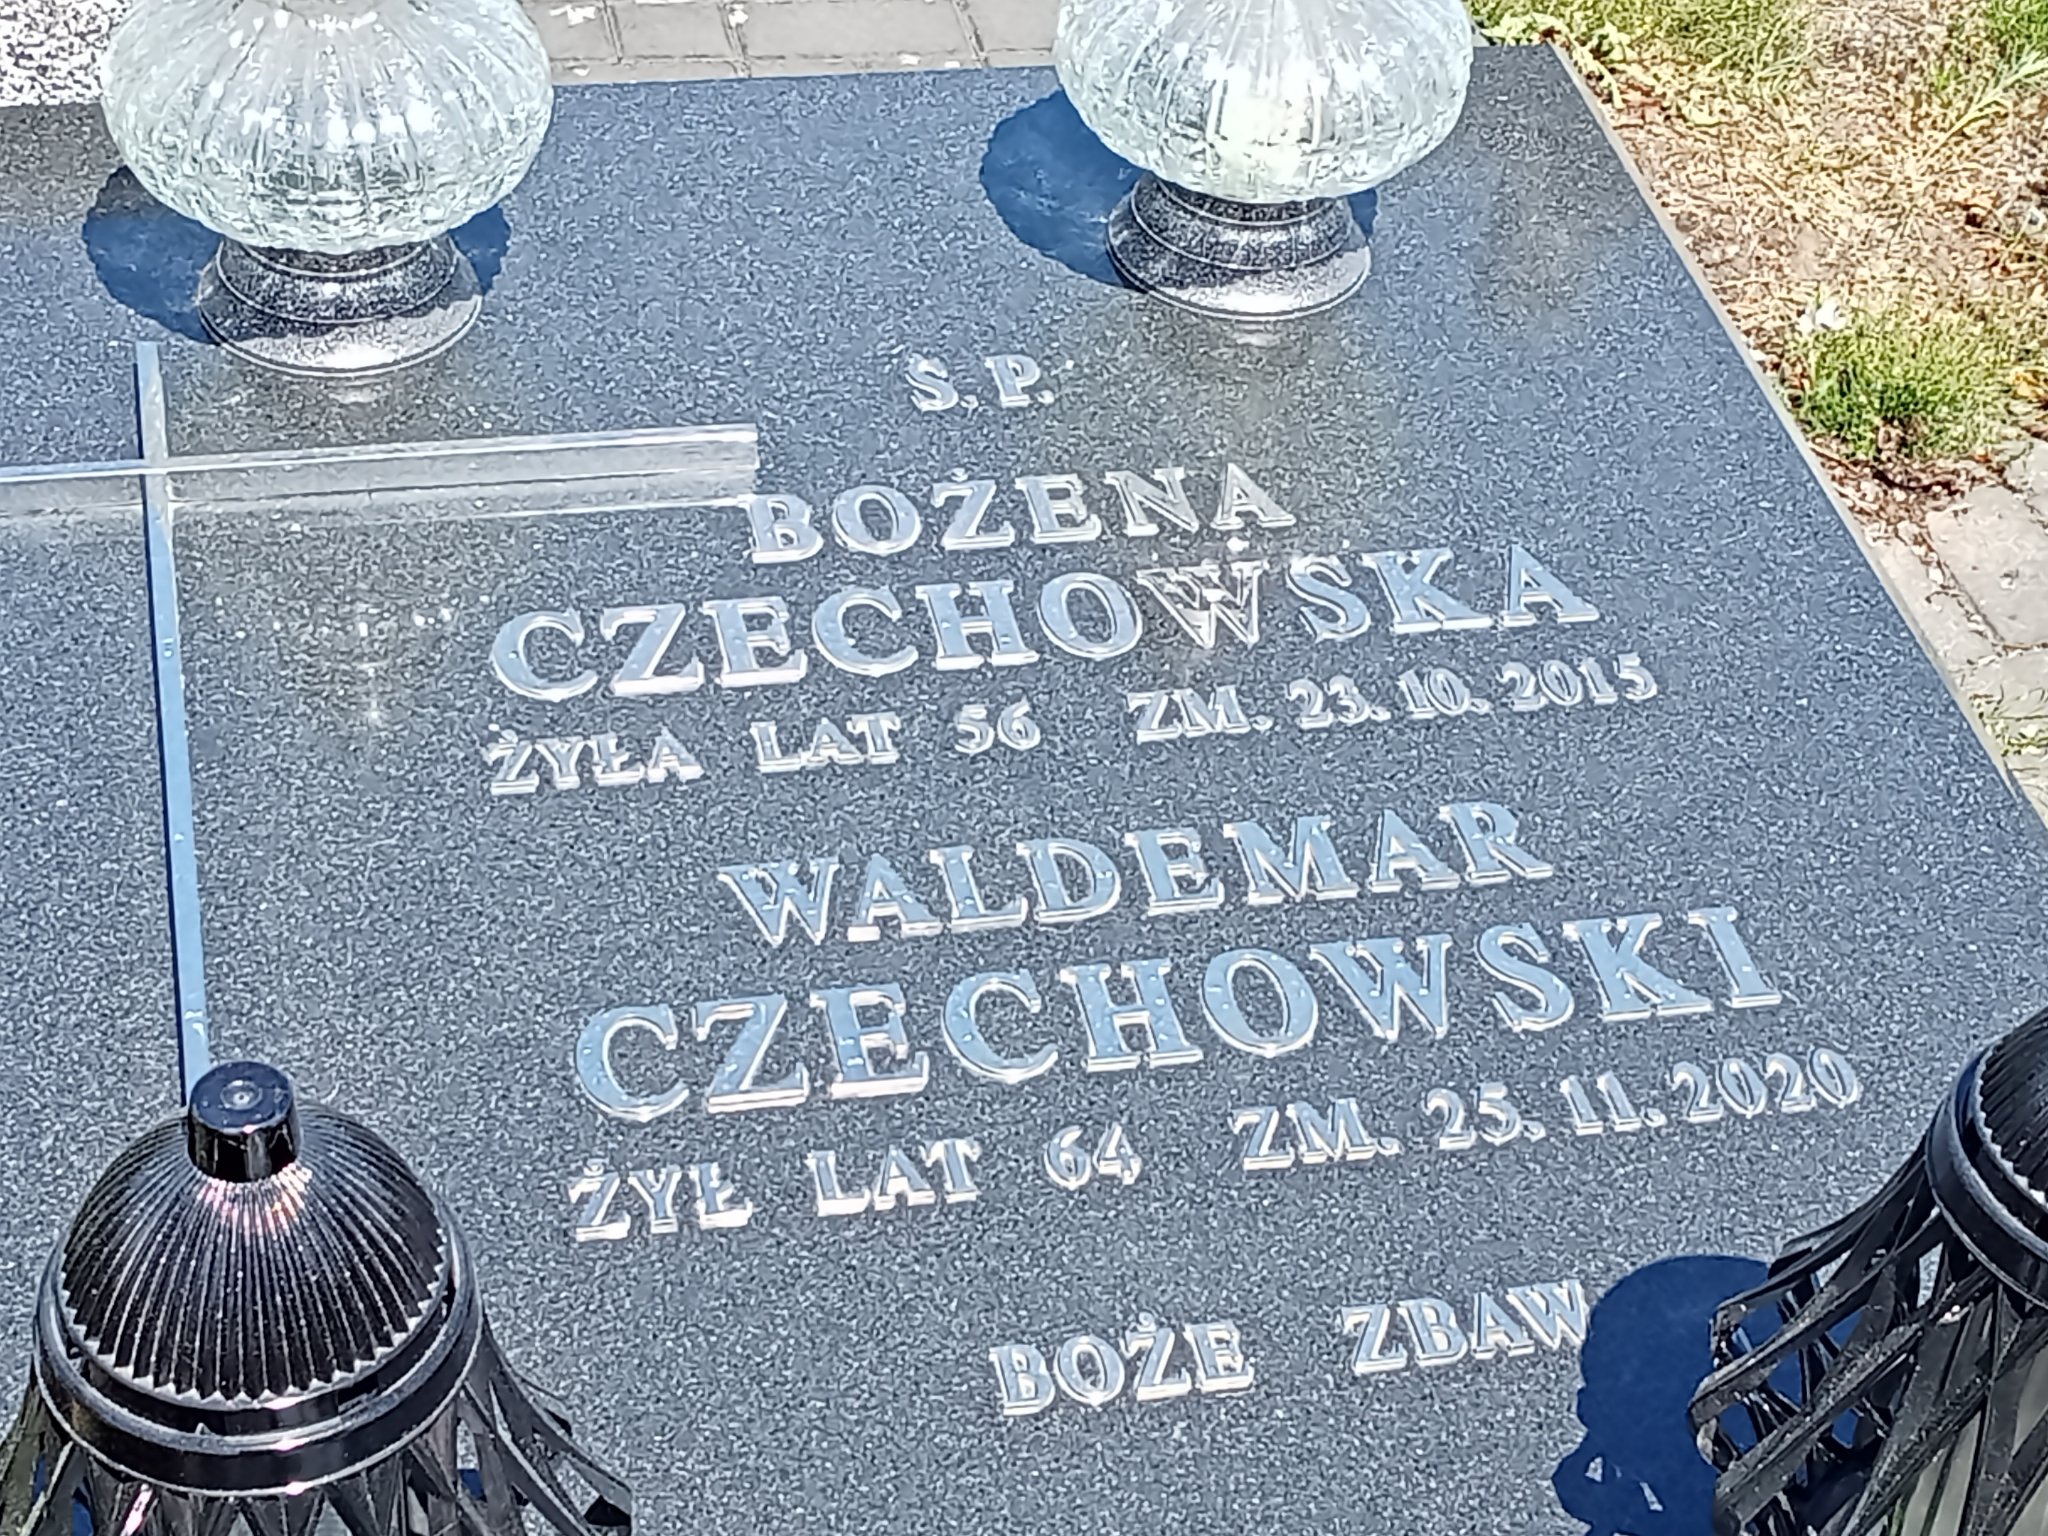 Ś. P.
BOŻENA
CZECHOWSKA
ŻYŁA LAT 56 ZM. 23.10.2015
WALDEMAR
CZECHOWSKI
ŻYŁ LAT 64 ZM. 25.11.2020
BOŻE ZBAW